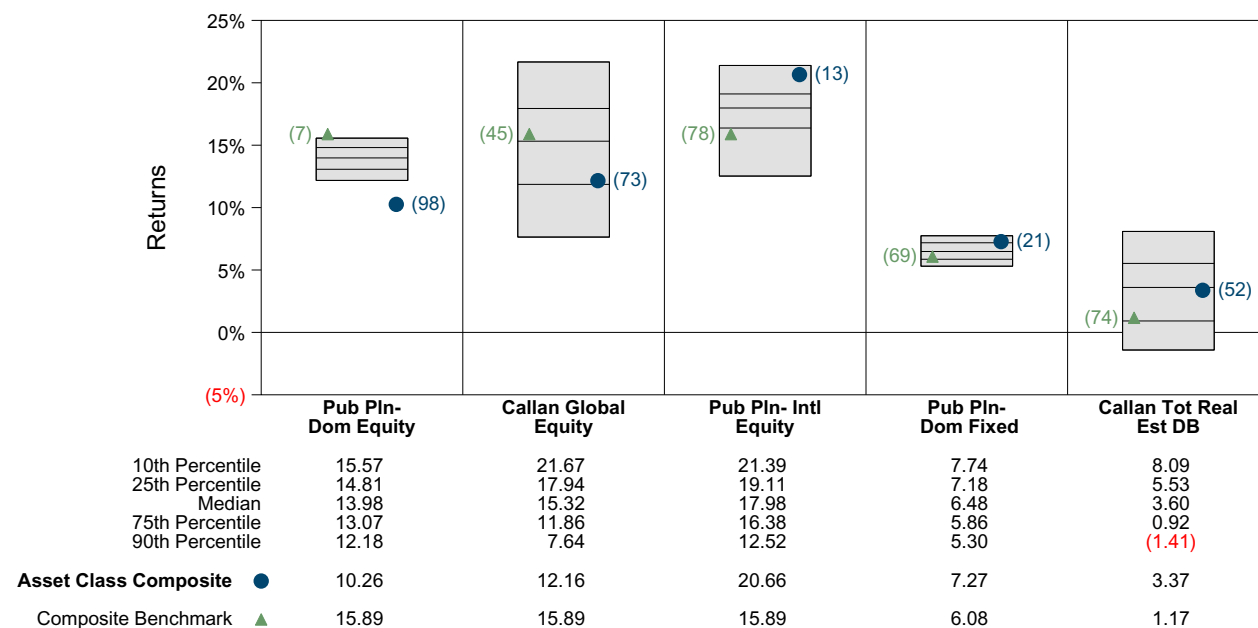 25%
20%
15%
10%
5%
0%
(5%)
Returns
(7)
(98)
(45)
(73)
(78)
(13)
(69)
(21)
(74)
(52)
Pub Pln-
Dom Equity
Callan Global
Equity
Pub Pln- Intl
Equity
Pub Pln-
Dom Fixed
Callan Tot Real
Est DB
10th Percentile 15.57 21.67 21.39 7.74 8.09
25th Percentile 14.81 17.94 19.11 7.18 5.53
Median 13.98 15.32 17.98 6.48 3.60
75th Percentile 13.07 11.86 16.38 5.86 0.92
90th Percentile 12.18 7.64 12.52 5.30 (1.41)
Asset Class Composite 10.26 12.16 20.66 7.27 3.37
Composite Benchmark 15.89 15.89 15.89 6.08 1.17